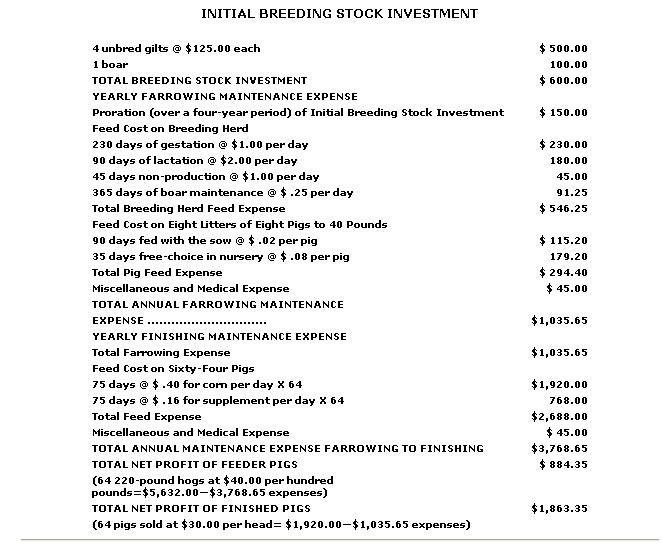 INITIAL BREEDING STOCK INVESTMENT
4 unbred gilts @ $125.00 each $ 500.00
1 boar 100.00
TOTAL BREEDING STOCK INVESTMENT $ 600.00
YEARLY FARROWING MAINTENANCE EXPENSE
Proration (over a four-year period) of Initial Breeding Stock Investment $ 150.00
Feed Cost on Breeding Herd
230 days of gestation @ $1.00 per day $ 230.00
90 days of lactation @ $2.00 per day 180.00
45 days non-production @ $1.00 per day 45.00
365 days of boar maintenance @ $ .25 per day 91.25
Total Breeding Herd Feed Expense $ 546.25
Feed Cost on Eight Litters of Eight Pigs to 40 Pounds
90 days fed with the sow @ $ .02 per pig $ 115.20
35 days free-choice in nursery @ $ .08 per pig 179.20
Total Pig Feed Expense $ 294.40
Miscellaneous and Medical Expense $ 45.00
TOTAL ANNUAL FARROWING MAINTENANCE
EXPENSE .............................. $1,035.65
YEARLY FINISHING MAINTENANCE EXPENSE
Total Farrowing Expense $1,035.65
Feed Cost on Sixty-Four Pigs
75 days @ $ .40 for corn per day X 64 $1,920.00
75 days @ $ .16 for supplement per day X 64 768.00
Total Feed Expense $2,688.00
Miscellaneous and Medical Expense $ 45.00
TOTAL ANNUAL MAINTENANCE EXPENSE FARROWING TO FINISHING $3,768.65
TOTAL NET PROFIT OF FEEDER PIGS $ 884.35
(64 220-pound hogs at $40.00 per hundred
pounds=$5,632.00—$3,768.65 expenses)
TOTAL NET PROFIT OF FINISHED PIGS $1,863.35
(64 pigs sold at $30.00 per head= $1,920.00—$1,035.65 expenses)